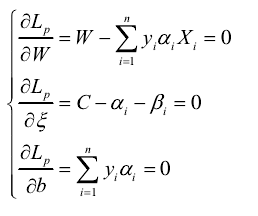 ∂L_p/∂W = W − ∑_{i=1}^{n} y_i α_i X_i = 0
∂L_p/∂ξ = C − α_i − β_i = 0
∂L_p/∂b = ∑_{i=1}^{n} y_i α_i = 0